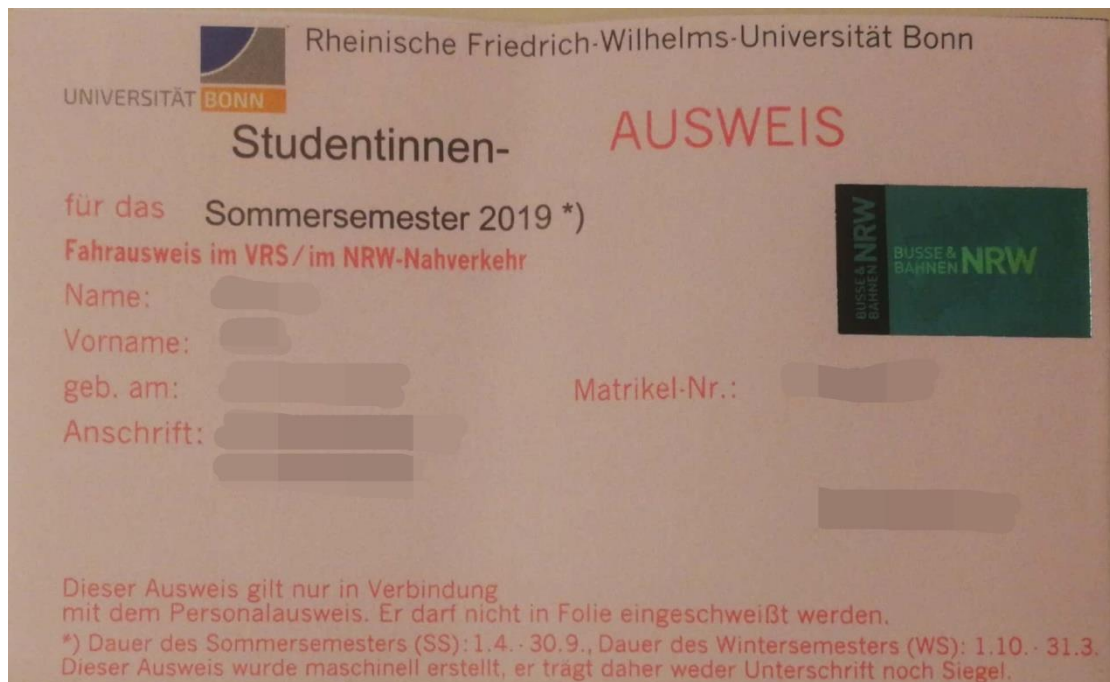 Rheinische Friedrich-Wilhelms-Universität Bonn
UNIVERSITÄT BONN
Studentinnen- AUSWEIS
für das Sommersemester 2019 *)
Fahrausweis im VRS/im NRW-Nahverkehr
BUSSE & BAHNEN NRW
BUSSE & BAHNEN NRW
Name:
Vorname:
geb. am: Matrikel-Nr.:
Anschrift:
Dieser Ausweis gilt nur in Verbindung
mit dem Personalausweis. Er darf nicht in Folie eingeschweißt werden.
*) Dauer des Sommersemesters (SS): 1.4. - 30.9., Dauer des Wintersemesters (WS): 1.10. - 31.3.
Dieser Ausweis wurde maschinell erstellt, er trägt daher weder Unterschrift noch Siegel.